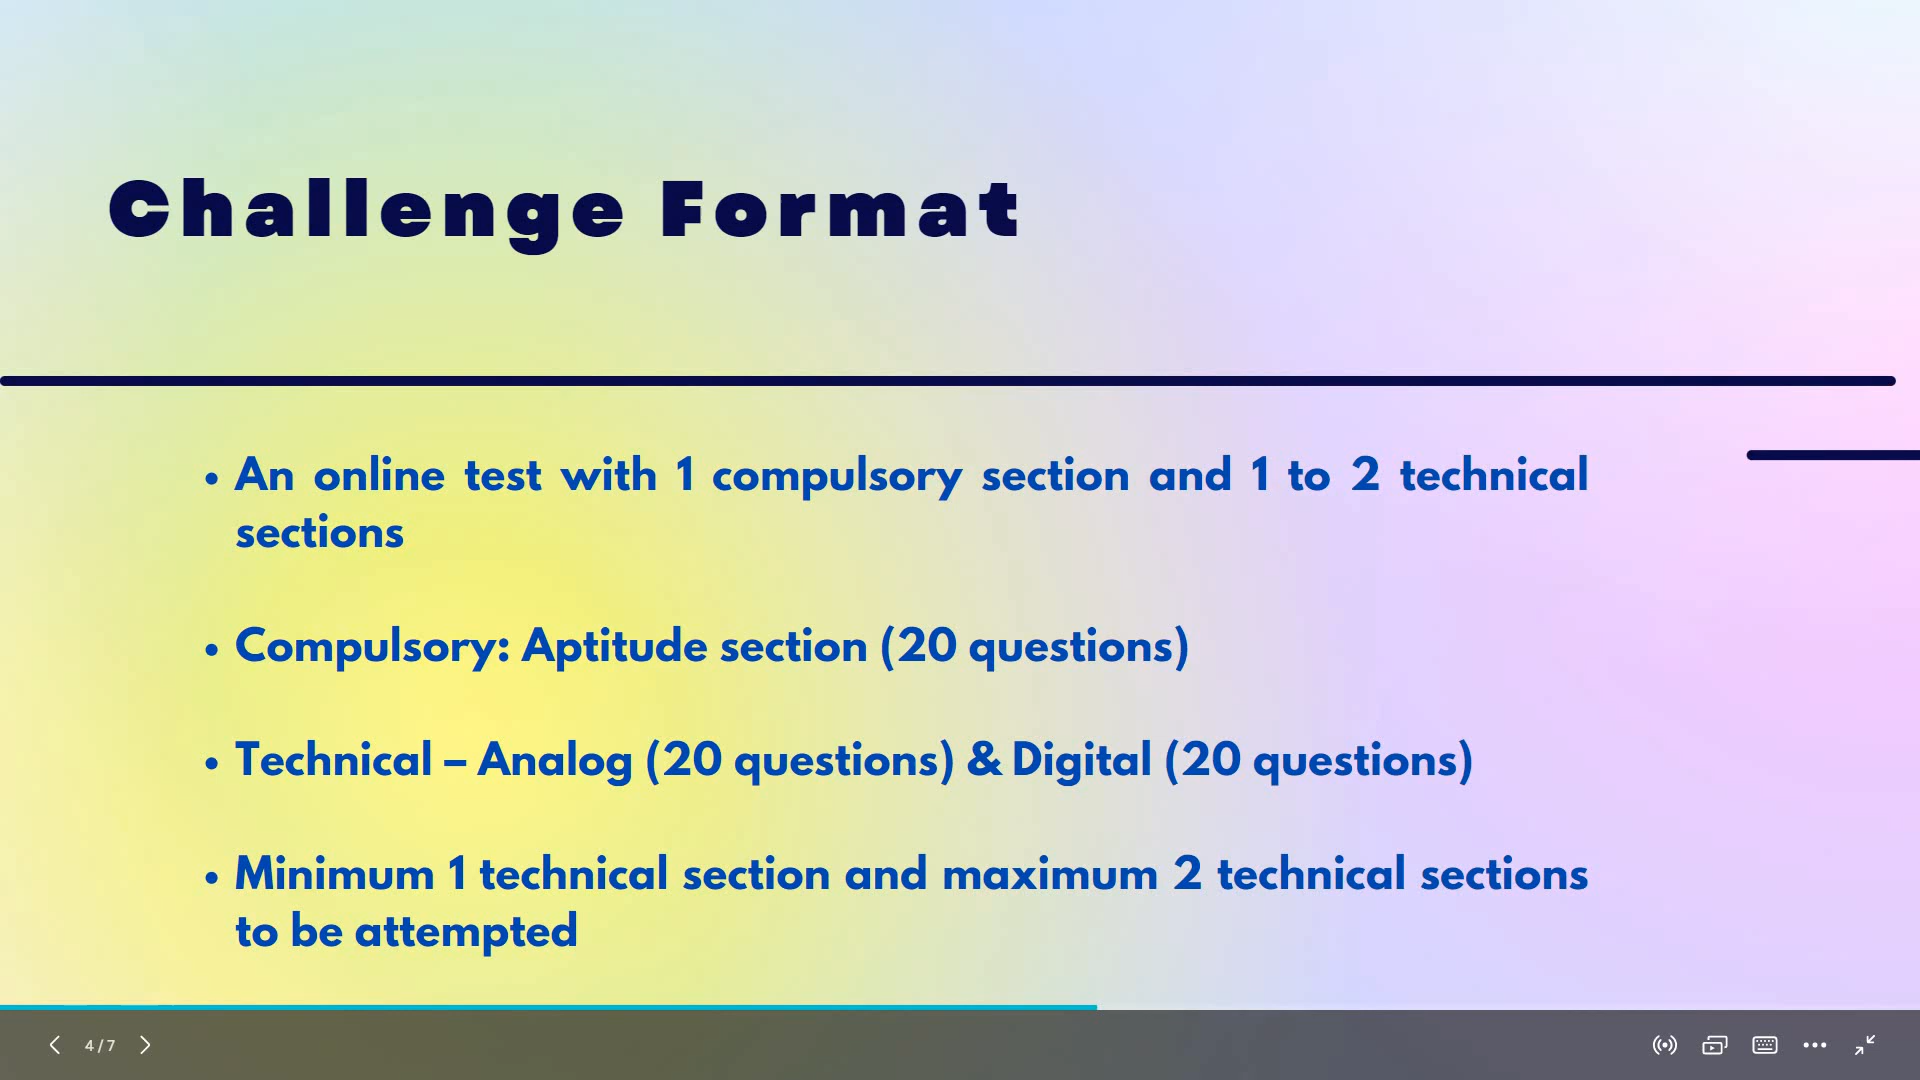 Challenge Format
• An online test with 1 compulsory section and 1 to 2 technical
sections
• Compulsory: Aptitude section (20 questions)
• Technical – Analog (20 questions) & Digital (20 questions)
• Minimum 1 technical section and maximum 2 technical sections
to be attempted
4 / 7